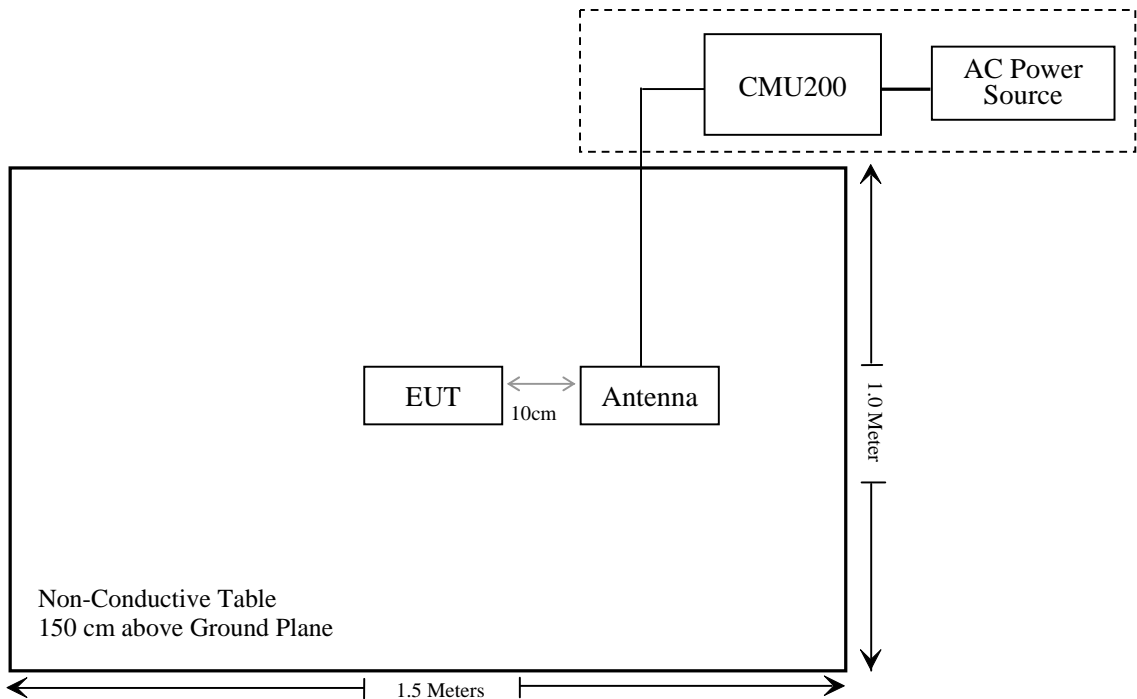 CMU200
AC Power
Source
EUT
10cm
Antenna
1.0 Meter
Non-Conductive Table
150 cm above Ground Plane
1.5 Meters